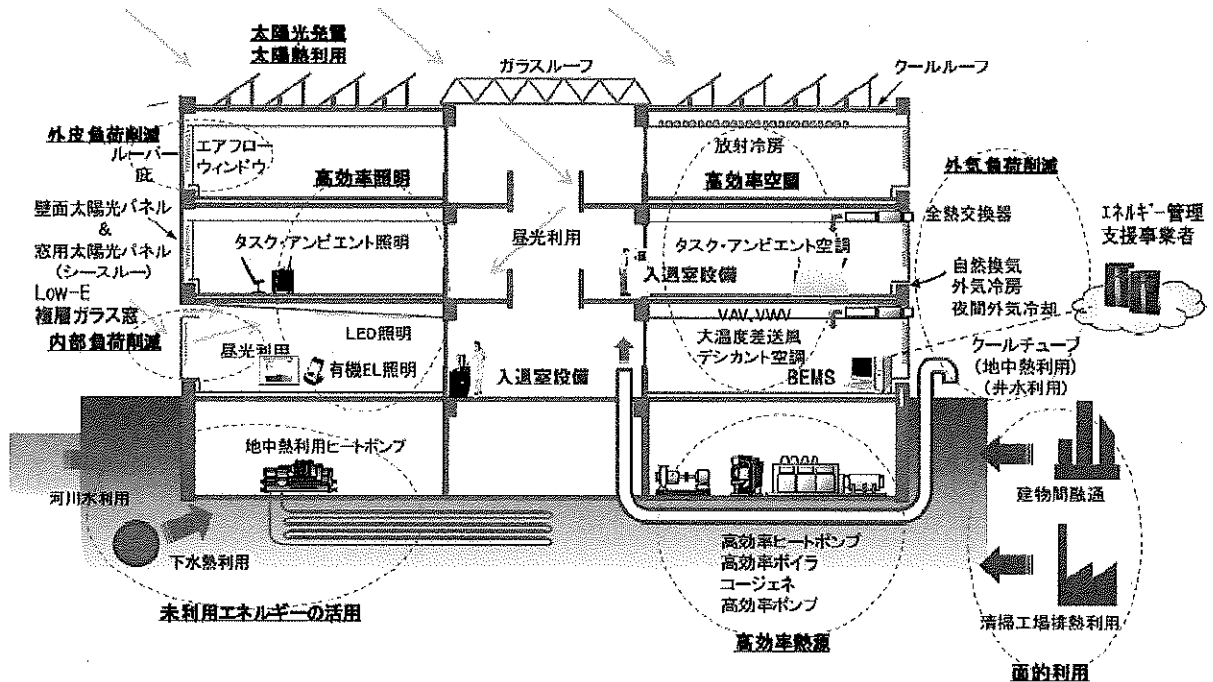 太陽光発電
太陽熱利用
ガラスルーフ
クールルーフ
外皮負荷削減
ルーバー
庇
エアフロー
ウィンドウ
高効率照明
放射冷房
高効率空調
外気負荷削減
壁面太陽光パネル
&
窓用太陽光パネル
(シースルー)
Low-E
複層ガラス窓
内部負荷削減
タスク・アンビエント照明
昼光利用
タスク・アンビエント空調
入退室設備
全熱交換器
エネルギー管理
支援事業者
自然換気
外気冷房
夜間外気冷却
LED照明
昼光利用
有機EL照明
入退室設備
VAV、VWV
大温度差送風
デシカント空調
BEMS
クールチューブ
(地中熱利用)
(井水利用)
地中熱利用ヒートポンプ
河川水利用
下水熱利用
未利用エネルギーの活用
高効率ヒートポンプ
高効率ボイラ
コージェネ
高効率ポンプ
高効率熱源
建物間融通
清掃工場排熱利用
面的利用